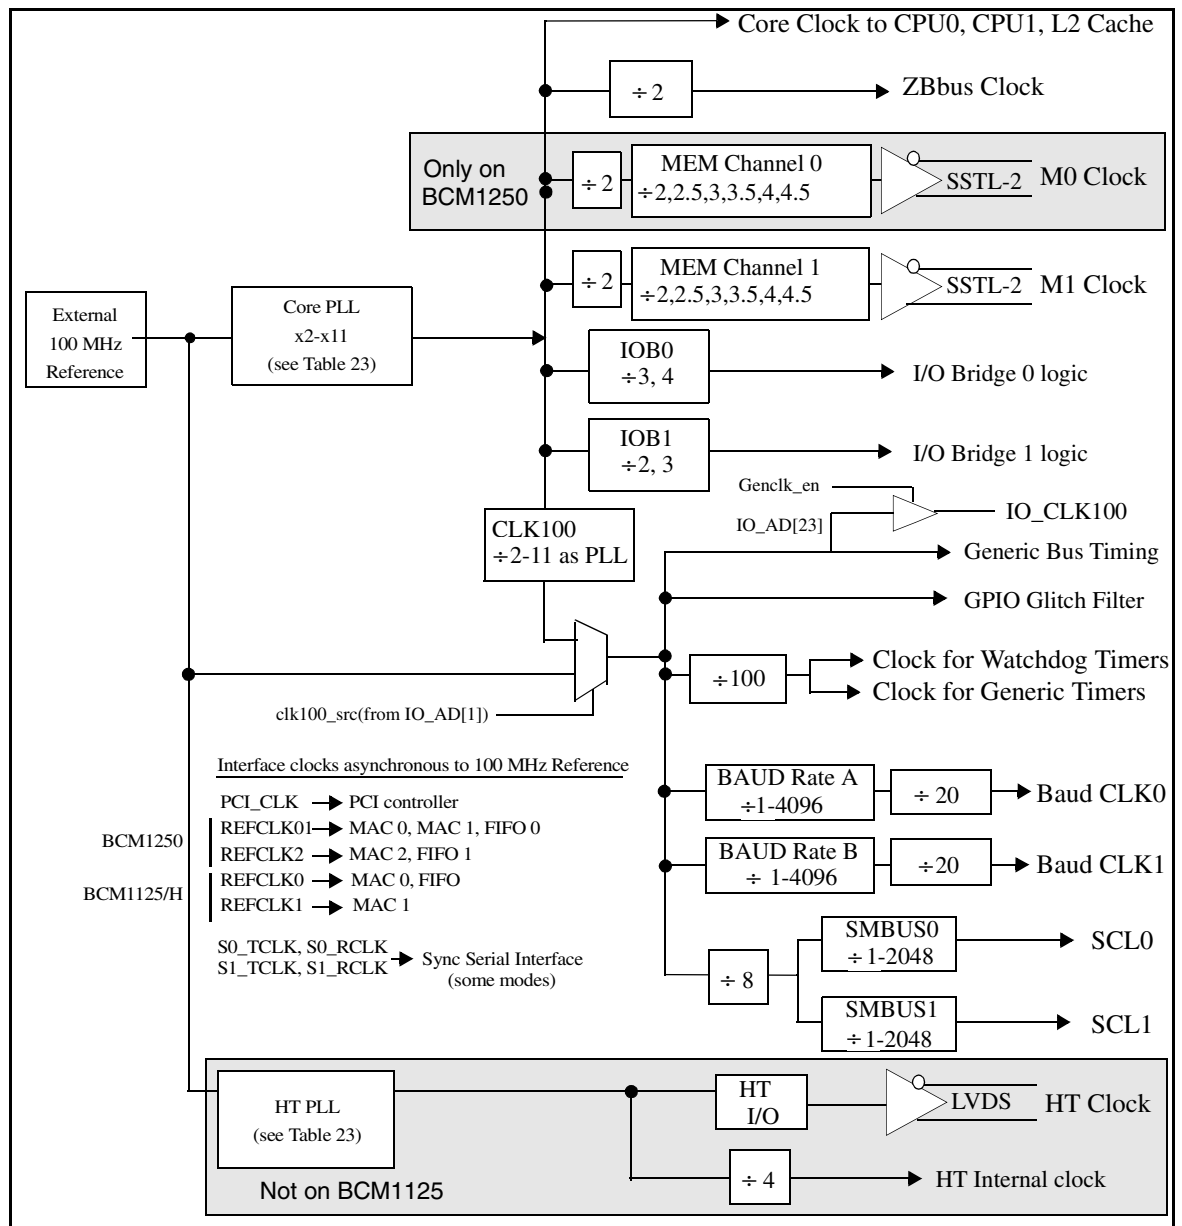 Core Clock to CPU0, CPU1, L2 Cache
÷ 2
ZBbus Clock
Only on
BCM1250
÷ 2
MEM Channel 0
÷2,2.5,3,3.5,4,4.5
SSTL-2
M0 Clock
÷ 2
MEM Channel 1
÷2,2.5,3,3.5,4,4.5
SSTL-2
M1 Clock
External
100 MHz
Reference
Core PLL
x2-x11
(see Table 23)
IOB0
÷3, 4
I/O Bridge 0 logic
IOB1
÷2, 3
I/O Bridge 1 logic
Genclk_en
IO_AD[23]
IO_CLK100
CLK100
÷2-11 as PLL
Generic Bus Timing
GPIO Glitch Filter
÷100
Clock for Watchdog Timers
Clock for Generic Timers
clk100_src(from IO_AD[1])
Interface clocks asynchronous to 100 MHz Reference
PCI_CLK PCI controller
BCM1250
REFCLK01 MAC 0, MAC 1, FIFO 0
REFCLK2 MAC 2, FIFO 1
BCM1125/H
REFCLK0 MAC 0, FIFO
REFCLK1 MAC 1
S0_TCLK, S0_RCLK
S1_TCLK, S1_RCLK
Sync Serial Interface
(some modes)
BAUD Rate A
÷1-4096
÷ 20
Baud CLK0
BAUD Rate B
÷ 1-4096
÷20
Baud CLK1
÷ 8
SMBUS0
÷ 1-2048
SCL0
SMBUS1
÷ 1-2048
SCL1
HT PLL
(see Table 23)
HT
I/O
LVDS
HT Clock
÷ 4
HT Internal clock
Not on BCM1125